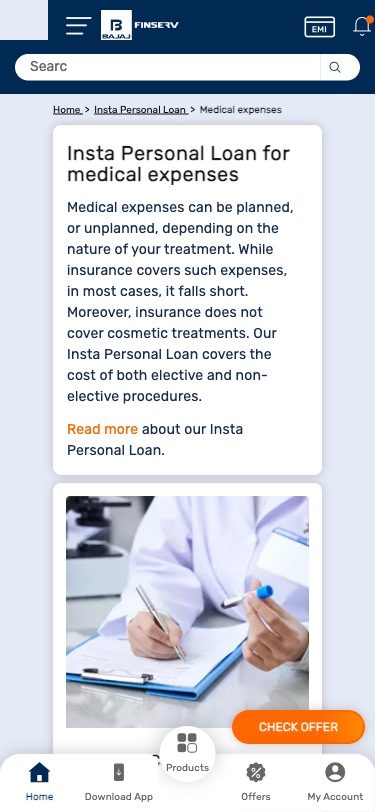 BAJAJ
FINSERV
EMI
Searc
Home > Insta Personal Loan > Medical expenses
Insta Personal Loan for
medical expenses
Medical expenses can be planned,
or unplanned, depending on the
nature of your treatment. While
insurance covers such expenses,
in most cases, it falls short.
Moreover, insurance does not
cover cosmetic treatments. Our
Insta Personal Loan covers the
cost of both elective and non-
elective procedures.
Read more about our Insta
Personal Loan.
CHECK OFFER
Home
Download App
Products
Offers
My Account